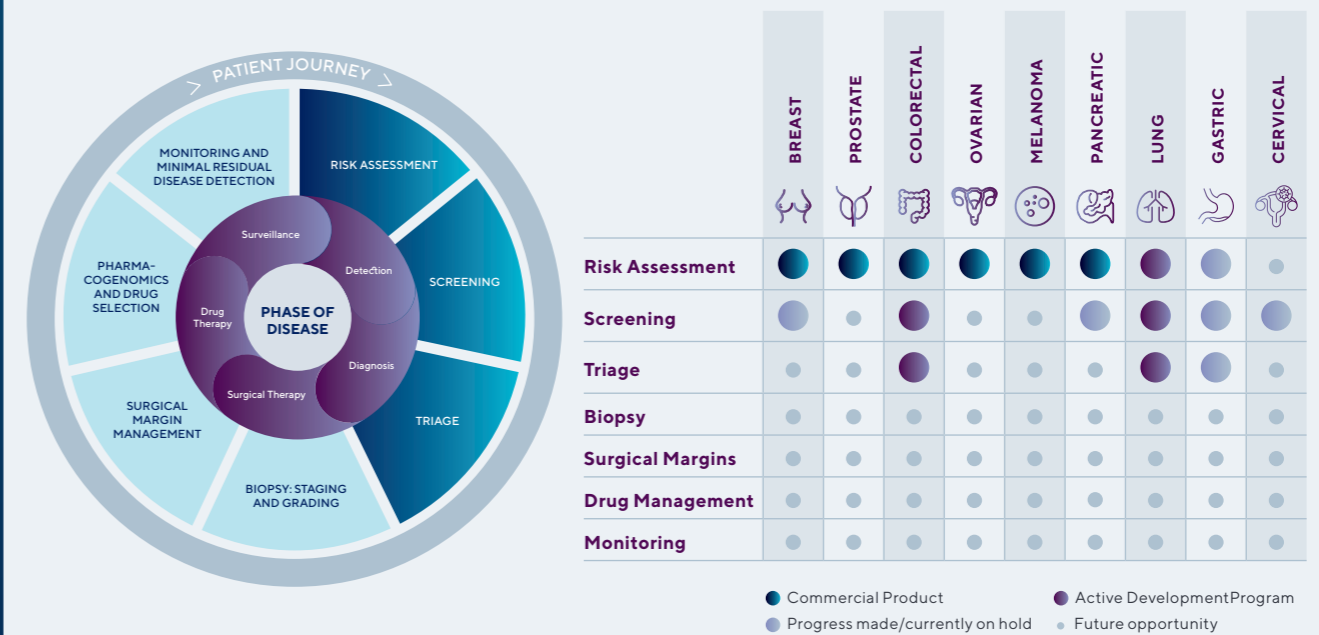 PATIENT JOURNEY
MONITORING AND
MINIMAL RESIDUAL
DISEASE DETECTION
RISK ASSESSMENT
SCREENING
TRIAGE
BIOPSY: STAGING
AND GRADING
SURGICAL
MARGIN
MANAGEMENT
PHARMA-
COGENOMICS
AND DRUG
SELECTION
Surveillance
Detection
Diagnosis
Surgical Therapy
Drug
Therapy
PHASE OF
DISEASE
BREAST
PROSTATE
COLORECTAL
OVARIAN
MELANOMA
PANCREATIC
LUNG
GASTRIC
CERVICAL
Risk Assessment
Screening
Triage
Biopsy
Surgical Margins
Drug Management
Monitoring
Commercial Product
Active DevelopmentProgram
Progress made/currently on hold
Future opportunity